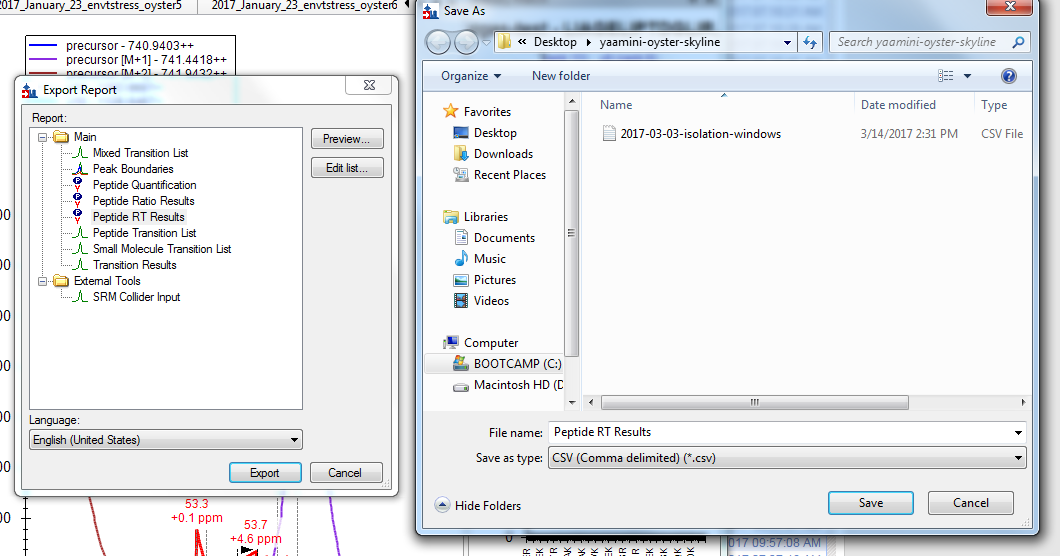 2017_January_23_envtstress_oyster5
2017_January_23_envtstress_oyster6
precursor - 740.9403++
precursor [M+1] - 741.4418++
precursor [M+2] - 741.9432++
Export Report
Report:
Main
Mixed Transition List
Peak Boundaries
Peptide Quantification
Peptide Ratio Results
Peptide RT Results
Peptide Transition List
Small Molecule Transition List
Transition Results
External Tools
SRM Collider Input
Preview...
Edit list...
Language:
English (United States)
Export
Cancel
53.3
+0.1 ppm
53.7
+4.6 ppm
Save As
« Desktop yaamini-oyster-skyline
Search yaamini-oyster-skyline
Organize
New folder
Favorites
Desktop
Downloads
Recent Places
Libraries
Documents
Music
Pictures
Videos
Computer
BOOTCAMP (C:)
Macintosh HD (D
Name
Date modified
Type
2017-03-03-isolation-windows
3/14/2017 2:31 PM
CSV File
File name:
Peptide RT Results
Save as type:
CSV (Comma delimited) (*.csv)
Hide Folders
Save
Cancel
0
017 09:57:08 AM